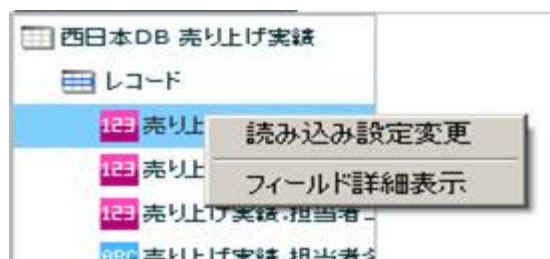 西日本DB 売り上げ実績
レコード
123 売り上
読み込み設定変更
123 売り上
フィールド詳細表示
123 売り上げ実績.担当者
ABC 売り上げ実績.担当者名